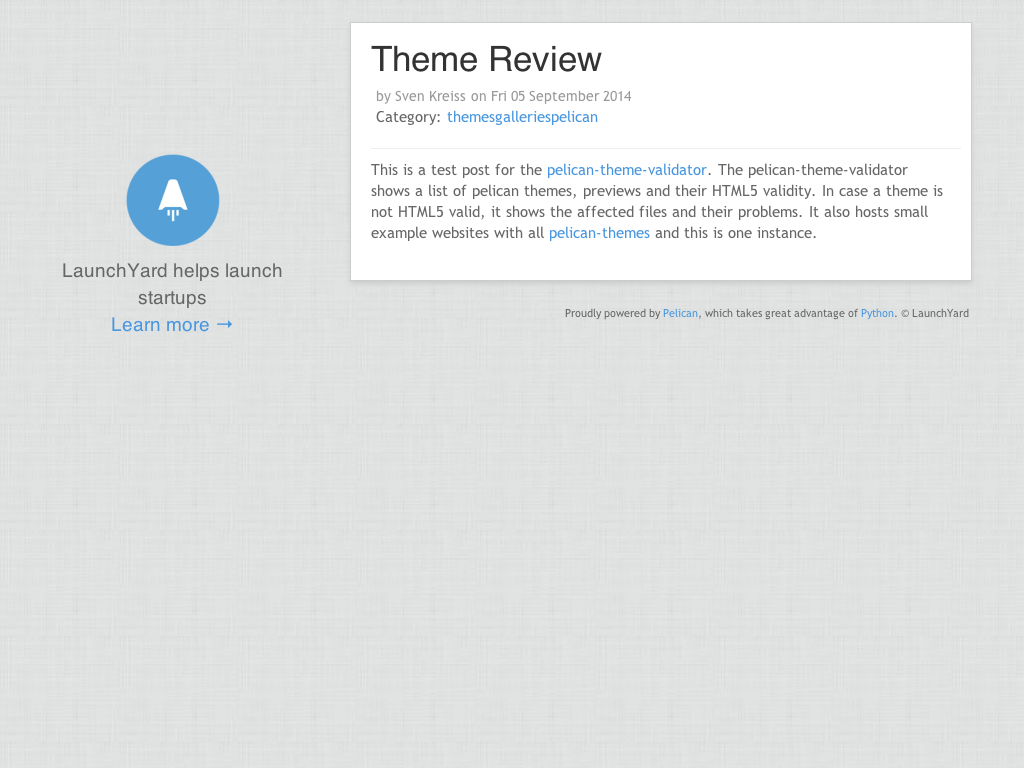 LaunchYard helps launch
startups
Learn more →
Theme Review
by Sven Kreiss on Fri 05 September 2014
Category: themesgalleriespelican
This is a test post for the pelican-theme-validator. The pelican-theme-validator
shows a list of pelican themes, previews and their HTML5 validity. In case a theme is
not HTML5 valid, it shows the affected files and their problems. It also hosts small
example websites with all pelican-themes and this is one instance.
Proudly powered by Pelican, which takes great advantage of Python. © LaunchYard